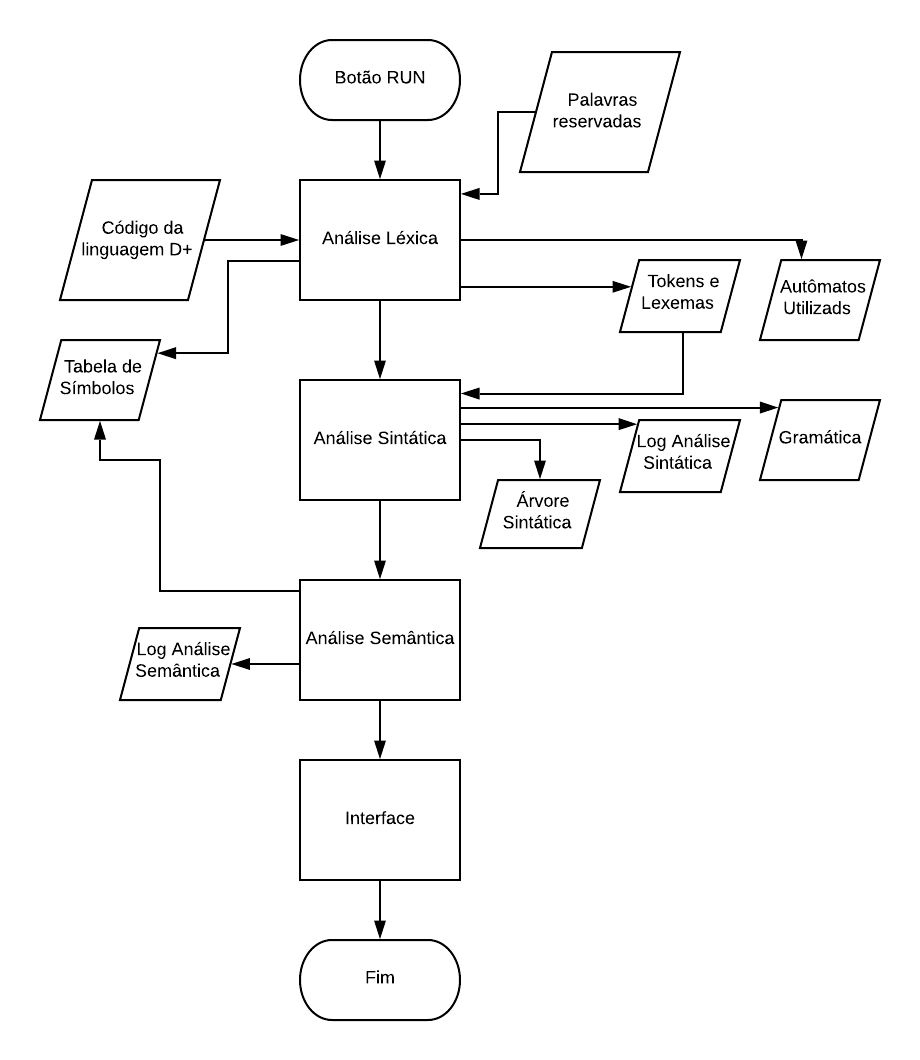 Botão RUN
Palavras
reservadas
Código da
linguagem D+
Análise Léxica
Tokens e
Lexemas
Autômatos
Utilizads
Tabela de
Símbolos
Análise Sintática
Log Análise
Sintática
Gramática
Árvore
Sintática
Análise Semântica
Log Análise
Semântica
Interface
Fim